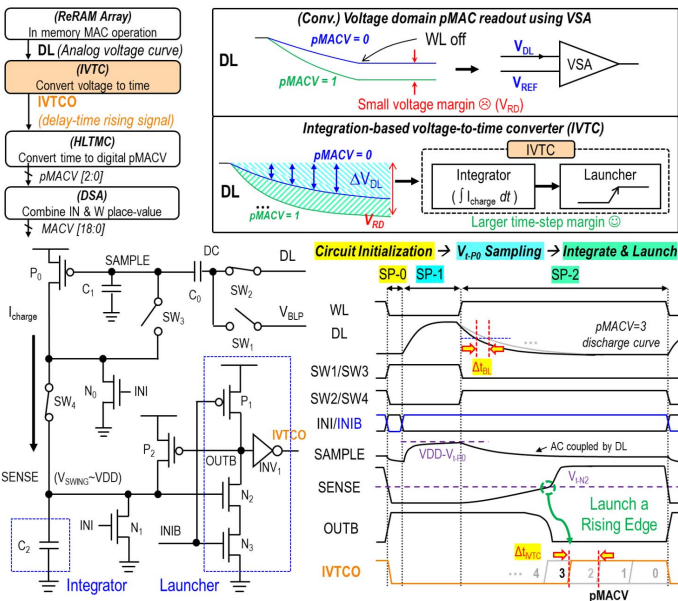 (ReRAM Array)
In memory MAC operation
DL (Analog voltage curve)
(IVTC)
Convert voltage to time
IVTCO
(delay-time rising signal)
(HLTMC)
Convert time to digital pMACV
pMACV [2:0]
(DSA)
Combine IN & W place-value
MACV [18:0]
(Conv.) Voltage domain pMAC readout using VSA
DL
pMACV = 0
WL off
pMACV = 1
Small voltage margin ☹ (VRD)
VDL
VREF
VSA
Integration-based voltage-to-time converter (IVTC)
DL
pMACV = 0
ΔVDL
...
pMACV = 1
VRD
IVTC
Integrator
(∫ Icharge dt)
Launcher
Larger time-step margin ☺
P0
SAMPLE
DC
DL
C1
C0
SW2
VBLP
SW1
SW3
Icharge
SW4
N0
INI
P1
P2
IVTCO
OUTB
INV1
SENSE
(VSWING~VDD)
N2
INI
N1
INIB
N3
C2
Integrator
Launcher
Circuit Initialization → Vt-P0 Sampling → Integrate & Launch
SP-0
SP-1
SP-2
WL
DL
...
pMACV=3
discharge curve
ΔtBL
SW1/SW3
SW2/SW4
INI/INIB
SAMPLE
VDD-Vt-P0
AC coupled by DL
SENSE
Vt-N2
Launch a
Rising Edge
OUTB
ΔtIVTC
IVTCO
... 4 3 2 1 0
pMACV